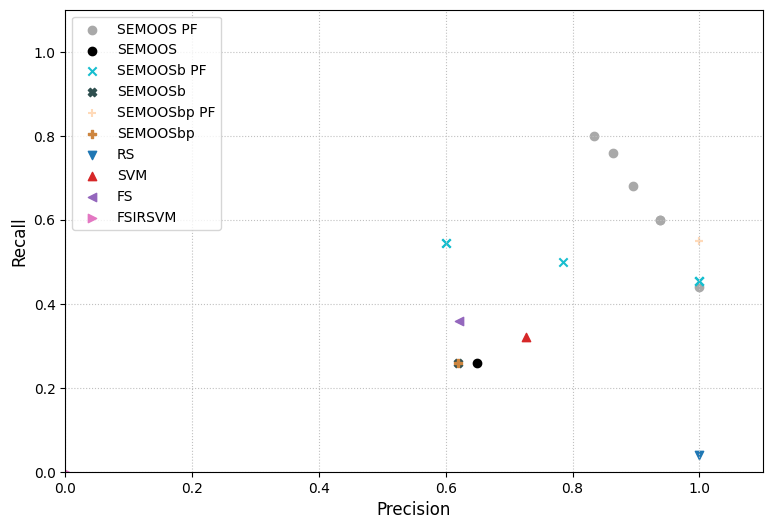 SEMOOS PF
SEMOOS
SEMOOSb PF
SEMOOSb
SEMOOSbp PF
SEMOOSbp
RS
SVM
FS
FSIRSVM
1.0
0.8
0.6
0.4
0.2
0.0
Recall
0.0 0.2 0.4 0.6 0.8 1.0
Precision